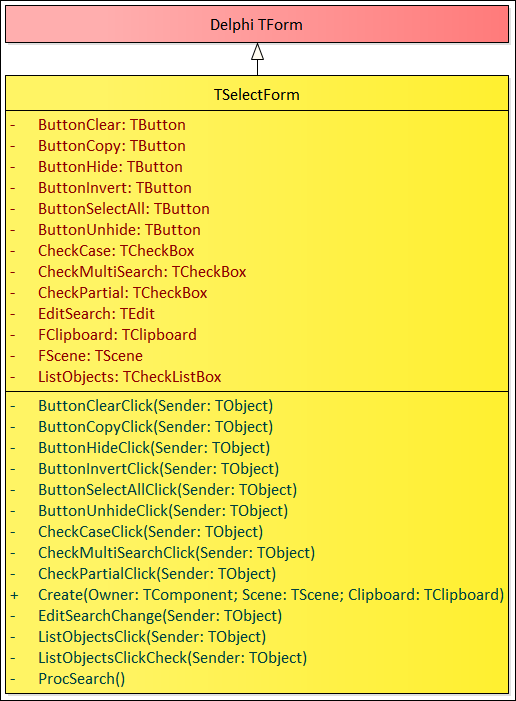 Delphi TForm
TSelectForm
- ButtonClear: TButton
- ButtonCopy: TButton
- ButtonHide: TButton
- ButtonInvert: TButton
- ButtonSelectAll: TButton
- ButtonUnhide: TButton
- CheckCase: TCheckBox
- CheckMultiSearch: TCheckBox
- CheckPartial: TCheckBox
- EditSearch: TEdit
- FClipboard: TClipboard
- FScene: TScene
- ListObjects: TCheckListBox
- ButtonClearClick(Sender: TObject)
- ButtonCopyClick(Sender: TObject)
- ButtonHideClick(Sender: TObject)
- ButtonInvertClick(Sender: TObject)
- ButtonSelectAllClick(Sender: TObject)
- ButtonUnhideClick(Sender: TObject)
- CheckCaseClick(Sender: TObject)
- CheckMultiSearchClick(Sender: TObject)
- CheckPartialClick(Sender: TObject)
+ Create(Owner: TComponent; Scene: TScene; Clipboard: TClipboard)
- EditSearchChange(Sender: TObject)
- ListObjectsClick(Sender: TObject)
- ListObjectsClickCheck(Sender: TObject)
- ProcSearch()